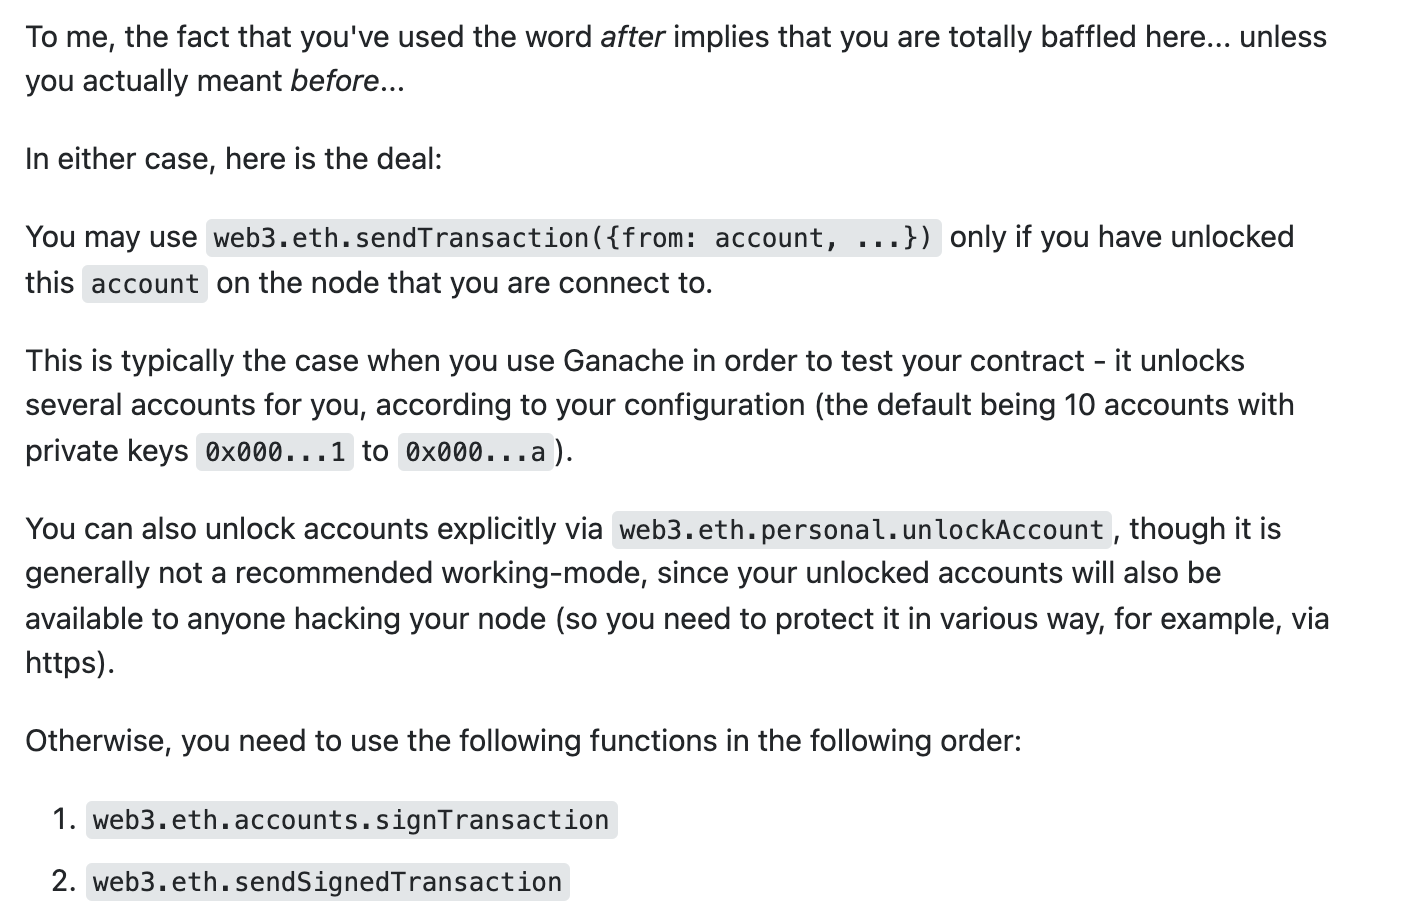 To me, the fact that you've used the word after implies that you are totally baffled here... unless
you actually meant before...
In either case, here is the deal:
You may use web3.eth.sendTransaction({from: account, ...}) only if you have unlocked
this account on the node that you are connect to.
This is typically the case when you use Ganache in order to test your contract - it unlocks
several accounts for you, according to your configuration (the default being 10 accounts with
private keys 0x000...1 to 0x000...a).
You can also unlock accounts explicitly via web3.eth.personal.unlockAccount, though it is
generally not a recommended working-mode, since your unlocked accounts will also be
available to anyone hacking your node (so you need to protect it in various way, for example, via
https).
Otherwise, you need to use the following functions in the following order:
1. web3.eth.accounts.signTransaction
2. web3.eth.sendSignedTransaction